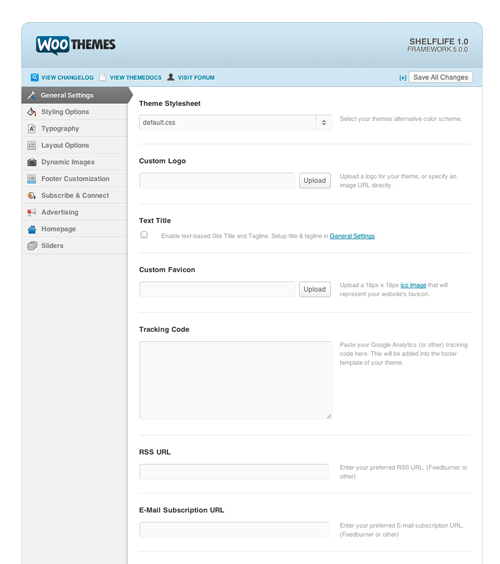 WOOTHEMES
SHELFLIFE 1.0
FRAMEWORK 5.0.0
VIEW CHANGELOG VIEW THEMEDOCS VISIT FORUM
[+] Save All Changes
General Settings
Styling Options
Typography
Layout Options
Dynamic Images
Footer Customization
Subscribe & Connect
Advertising
Homepage
Sliders
Theme Stylesheet
default.css
Select your themes alternative color scheme.
Custom Logo
Upload
Upload a logo for your theme, or specify an
image URL directly.
Text Title
Enable text-based Site Title and Tagline. Setup title & tagline in General Settings.
Custom Favicon
Upload
Upload a 16px x 16px ico image that will
represent your website's favicon.
Tracking Code
Paste your Google Analytics (or other) tracking
code here. This will be added into the footer
template of your theme.
RSS URL
Enter your preferred RSS URL. (Feedburner or
other)
E-Mail Subscription URL
Enter your preferred E-mail subscription URL.
(Feedburner or other)